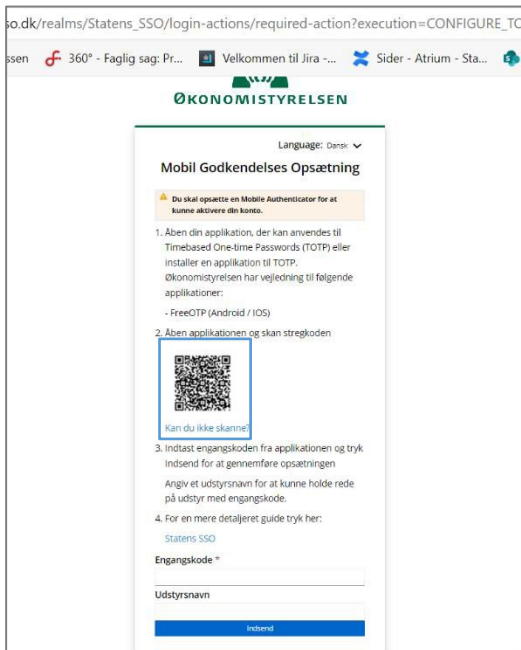 so.dk/realms/Statens_SSO/login-actions/required-action?execution=CONFIGURE_TO
ssen 360° - Faglig sag: Pr... Velkommen til Jira -... Sider - Atrium - Sta...
ØKONOMISTYRELSEN
Language: Dansk
Mobil Godkendelses Opsætning
Du skal opsætte en Mobile Authenticator for at
kunne aktivere din konto.
1. Åben din applikation, der kan anvendes til
Timebased One-time Passwords (TOTP) eller
installer en applikation til TOTP.
Økonomistyrelsen har vejledning til følgende
applikationer:
- FreeOTP (Android / IOS)
2. Åben applikationen og skan stregkoden
Kan du ikke skanne?
3. Indtast engangskoden fra applikationen og tryk
Indsend for at gennemføre opsætningen
Angiv et udstyrsnavn for at kunne holde rede
på udstyr med engangskode.
4. For en mere detaljeret guide tryk her:
Statens SSO
Engangskode *
Udstyrsnavn
Indsend